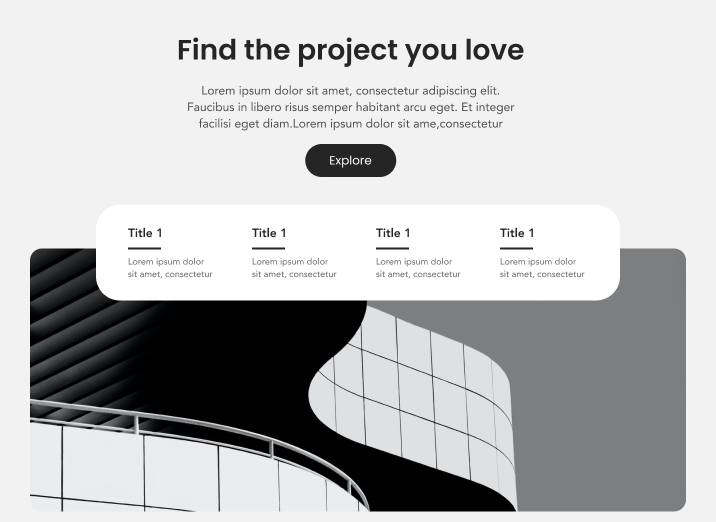 Find the project you love
Lorem ipsum dolor sit amet, consectetur adipiscing elit.
Faucibus in libero risus semper habitant arcu eget. Et integer
facilisi eget diam.Lorem ipsum dolor sit ame,consectetur
Explore
Title 1
Lorem ipsum dolor
sit amet, consectetur
Title 1
Lorem ipsum dolor
sit amet, consectetur
Title 1
Lorem ipsum dolor
sit amet, consectetur
Title 1
Lorem ipsum dolor
sit amet, consectetur